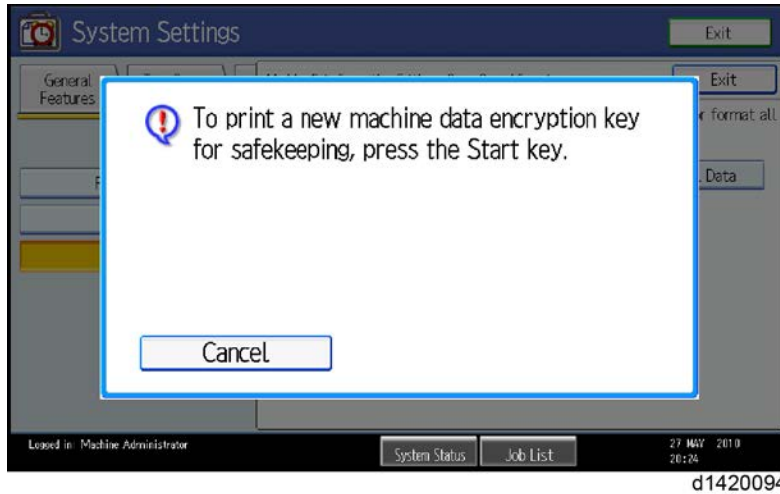 System Settings
Exit
General
Features
Exit
r format all
To print a new machine data encryption key
for safekeeping, press the Start key.
Data
Cancel
Logged in: Machine Administrator
System Status
Job List
27 MAY 2010
20:24
d1420094